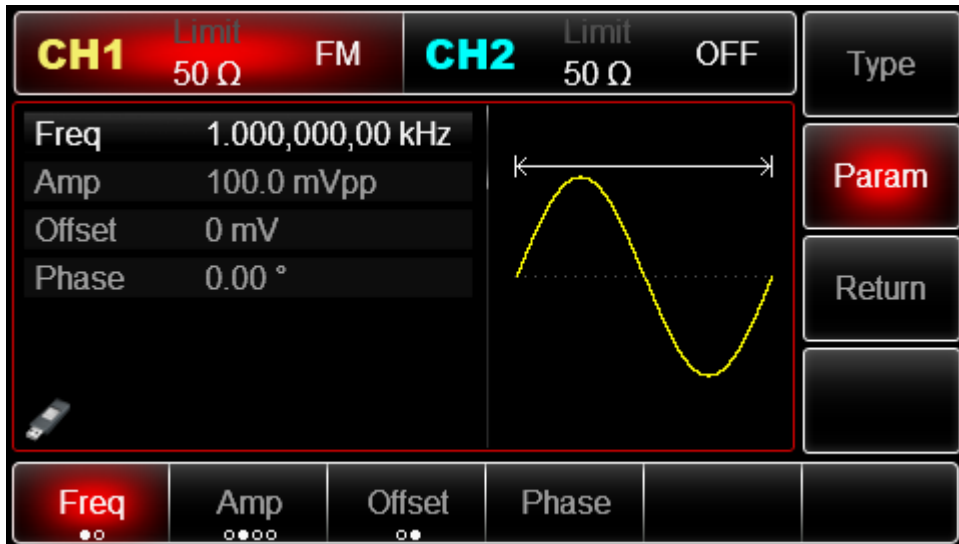 CH1 Limit 50 Ω FM CH2 Limit 50 Ω OFF
Type
Freq 1.000,000,00 kHz
Amp 100.0 mVpp
Param
Offset 0 mV
Phase 0.00 °
Return
Freq Amp Offset Phase